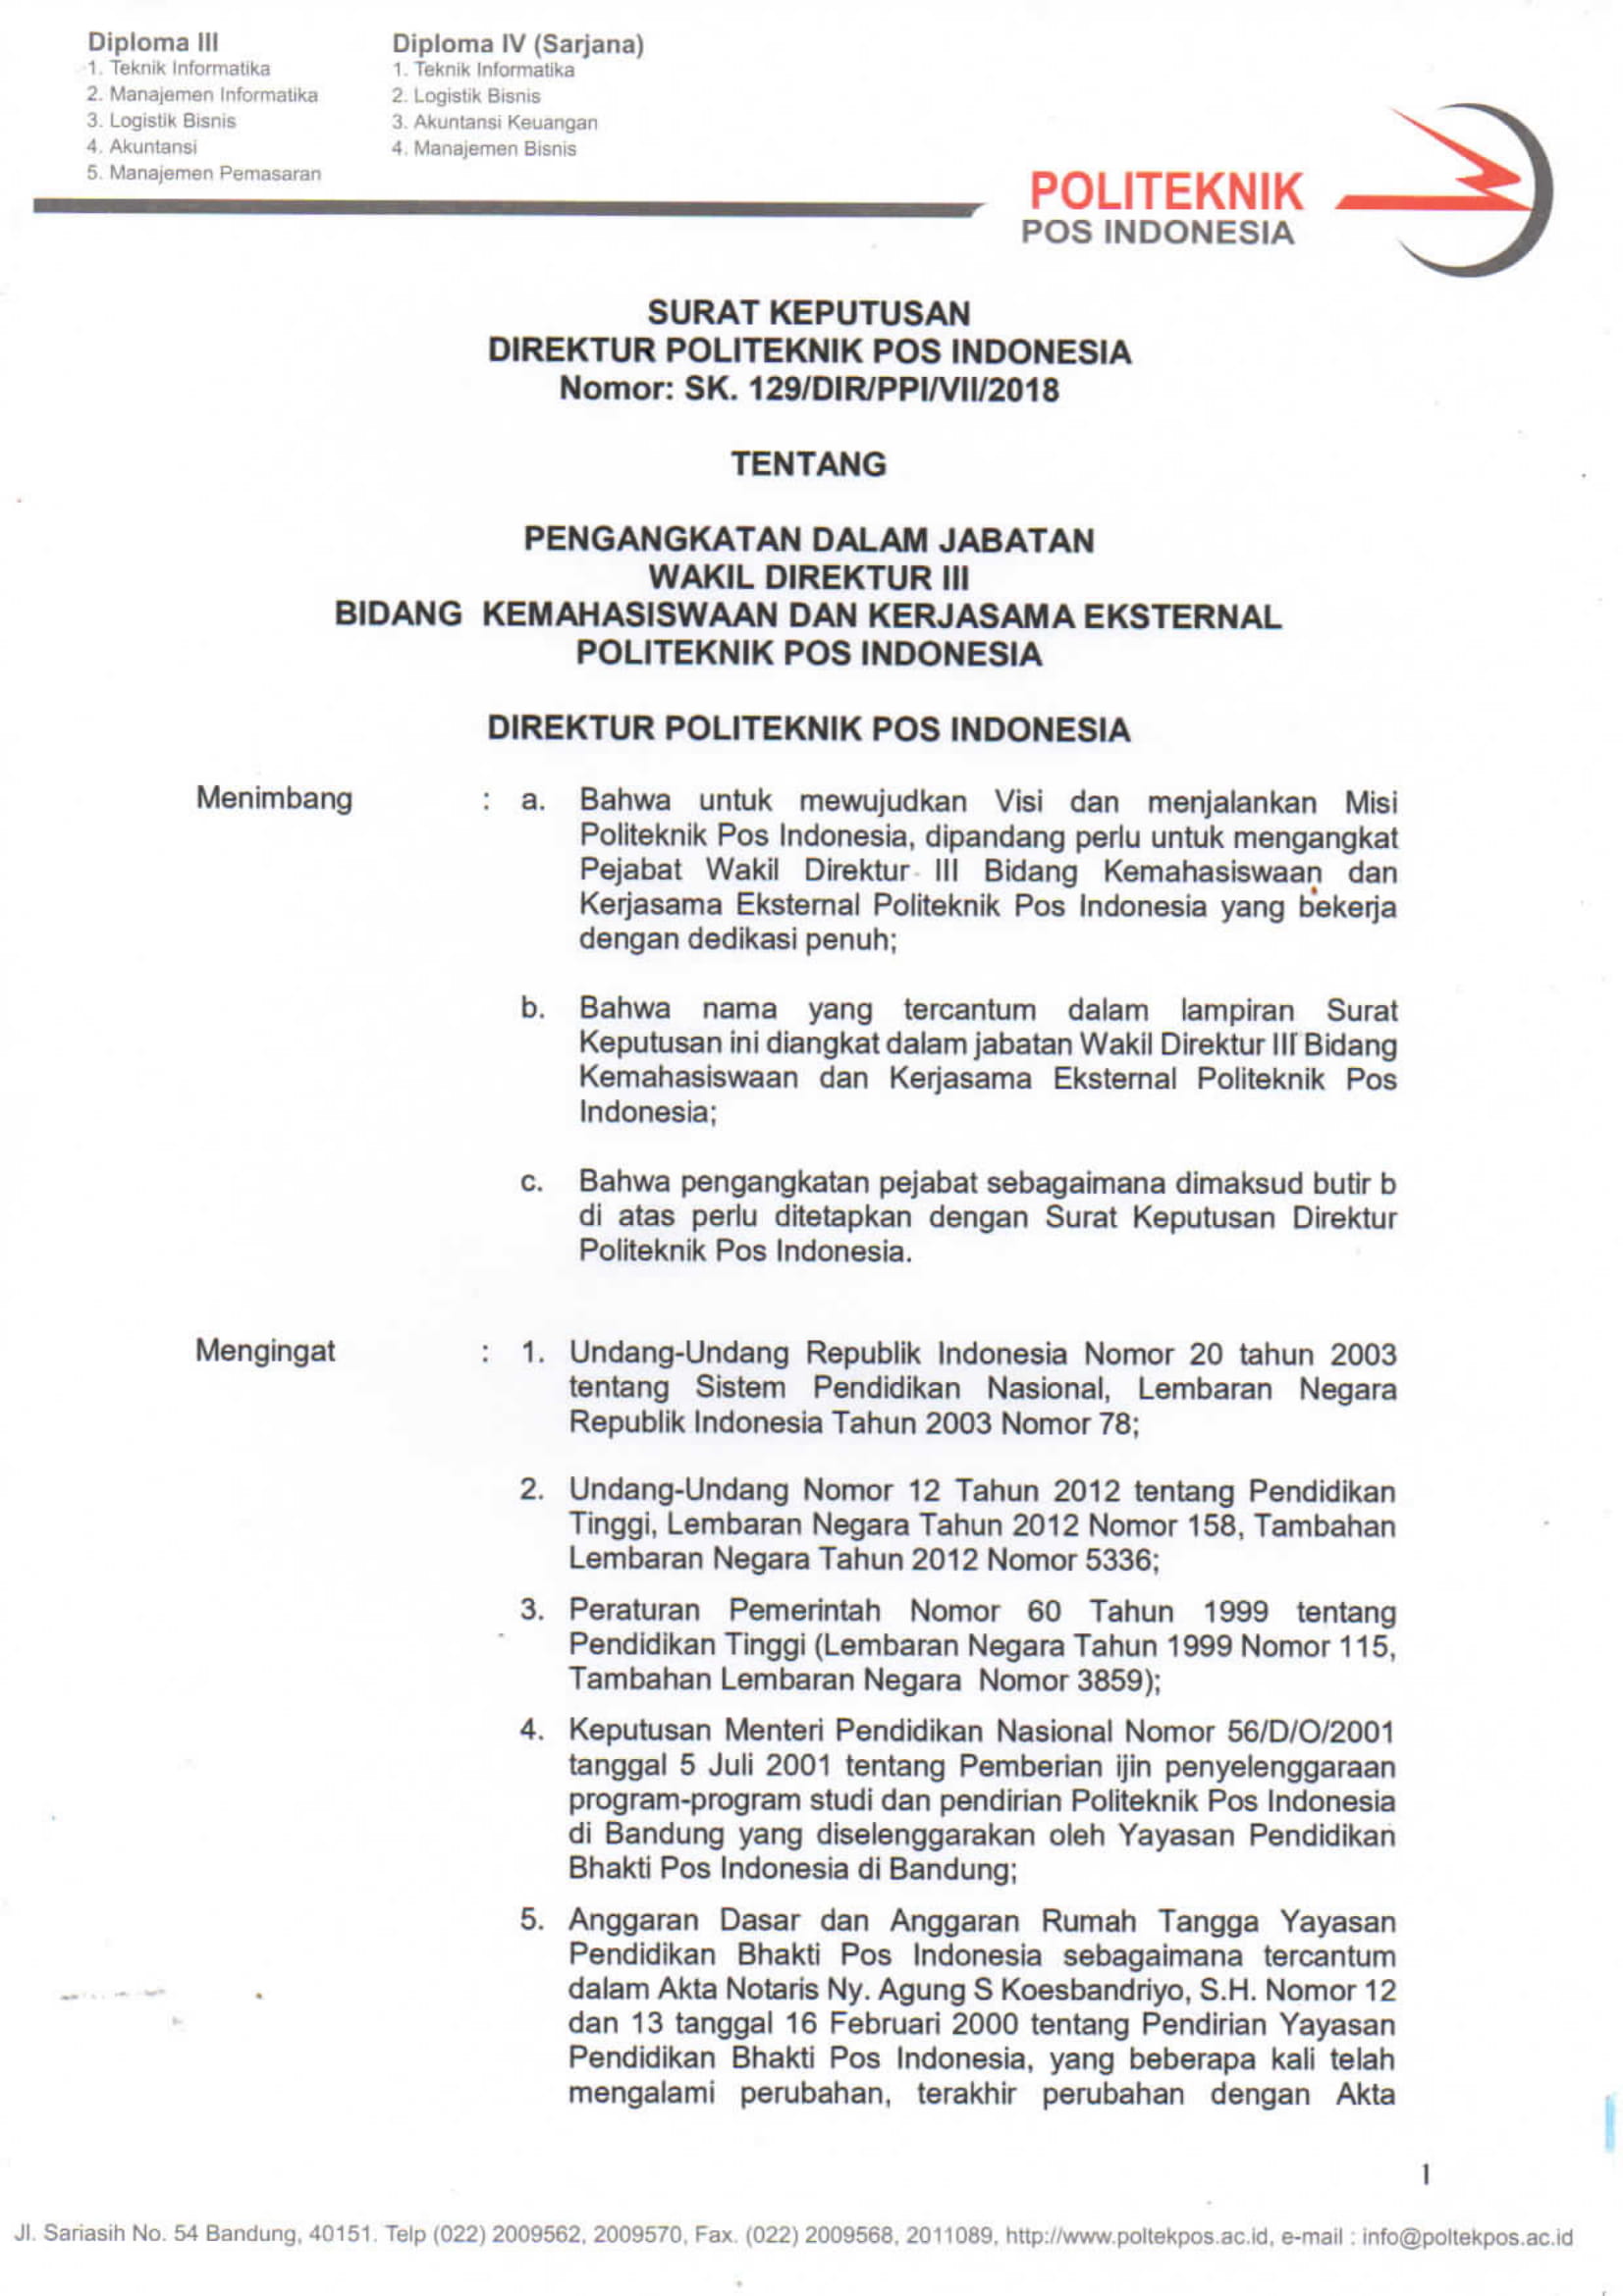 Diploma III
1. Teknik Informatika
2. Manajemen Informatika
3. Logistik Bisnis
4. Akuntansi
5. Manajemen Pemasaran
Diploma IV (Sarjana)
1. Teknik Informatika
2. Logistik Bisnis
3. Akuntansi Keuangan
4. Manajemen Bisnis
POLITEKNIK
POS INDONESIA
SURAT KEPUTUSAN
DIREKTUR POLITEKNIK POS INDONESIA
Nomor: SK. 129/DIR/PPI/VII/2018
TENTANG
PENGANGKATAN DALAM JABATAN
WAKIL DIREKTUR III
BIDANG KEMAHASISWAAN DAN KERJASAMA EKSTERNAL
POLITEKNIK POS INDONESIA
DIREKTUR POLITEKNIK POS INDONESIA
Menimbang : a. Bahwa untuk mewujudkan Visi dan menjalankan Misi
Politeknik Pos Indonesia, dipandang perlu untuk mengangkat
Pejabat Wakil Direktur III Bidang Kemahasiswaan dan
Kerjasama Eksternal Politeknik Pos Indonesia yang bekerja
dengan dedikasi penuh;
b. Bahwa nama yang tercantum dalam lampiran Surat
Keputusan ini diangkat dalam jabatan Wakil Direktur III Bidang
Kemahasiswaan dan Kerjasama Eksternal Politeknik Pos
Indonesia;
c. Bahwa pengangkatan pejabat sebagaimana dimaksud butir b
di atas perlu ditetapkan dengan Surat Keputusan Direktur
Politeknik Pos Indonesia.
Mengingat : 1. Undang-Undang Republik Indonesia Nomor 20 tahun 2003
tentang Sistem Pendidikan Nasional, Lembaran Negara
Republik Indonesia Tahun 2003 Nomor 78;
2. Undang-Undang Nomor 12 Tahun 2012 tentang Pendidikan
Tinggi, Lembaran Negara Tahun 2012 Nomor 158, Tambahan
Lembaran Negara Tahun 2012 Nomor 5336;
3. Peraturan Pemerintah Nomor 60 Tahun 1999 tentang
Pendidikan Tinggi (Lembaran Negara Tahun 1999 Nomor 115,
Tambahan Lembaran Negara Nomor 3859);
4. Keputusan Menteri Pendidikan Nasional Nomor 56/D/O/2001
tanggal 5 Juli 2001 tentang Pemberian ijin penyelenggaraan
program-program studi dan pendirian Politeknik Pos Indonesia
di Bandung yang diselenggarakan oleh Yayasan Pendidikan
Bhakti Pos Indonesia di Bandung;
5. Anggaran Dasar dan Anggaran Rumah Tangga Yayasan
Pendidikan Bhakti Pos Indonesia sebagaimana tercantum
dalam Akta Notaris Ny. Agung S Koesbandriyo, S.H. Nomor 12
dan 13 tanggal 16 Februari 2000 tentang Pendirian Yayasan
Pendidikan Bhakti Pos Indonesia, yang beberapa kali telah
mengalami perubahan, terakhir perubahan dengan Akta
1
Jl. Sariasih No. 54 Bandung, 40151. Telp (022) 2009562, 2009570, Fax. (022) 2009568, 2011089, http://www.poltekpos.ac.id, e-mail : info@poltekpos.ac.id